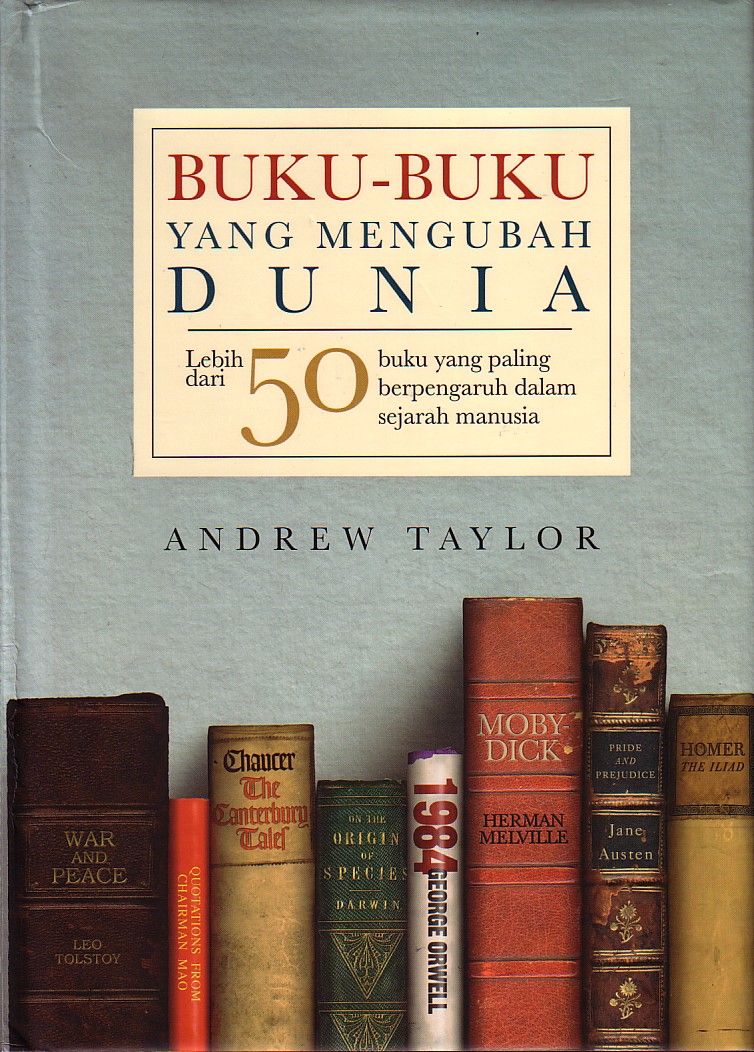 BUKU-BUKU
YANG MENGUBAH
DUNIA
Lebih
dari
50
buku yang paling
berpengaruh dalam
sejarah manusia
ANDREW TAYLOR
WAR
AND
PEACE
LEO
TOLSTOY
QUOTATIONS FROM
CHAIRMAN MAO
Chaucer
The
Canterbury
Tales
ON THE
ORIGIN
OF
SPECIES
DARWIN
1984
GEORGE ORWELL
MOBY-
DICK
HERMAN
MELVILLE
PRIDE
AND
PREJUDICE
Jane
Austen
HOMER
THE ILIAD